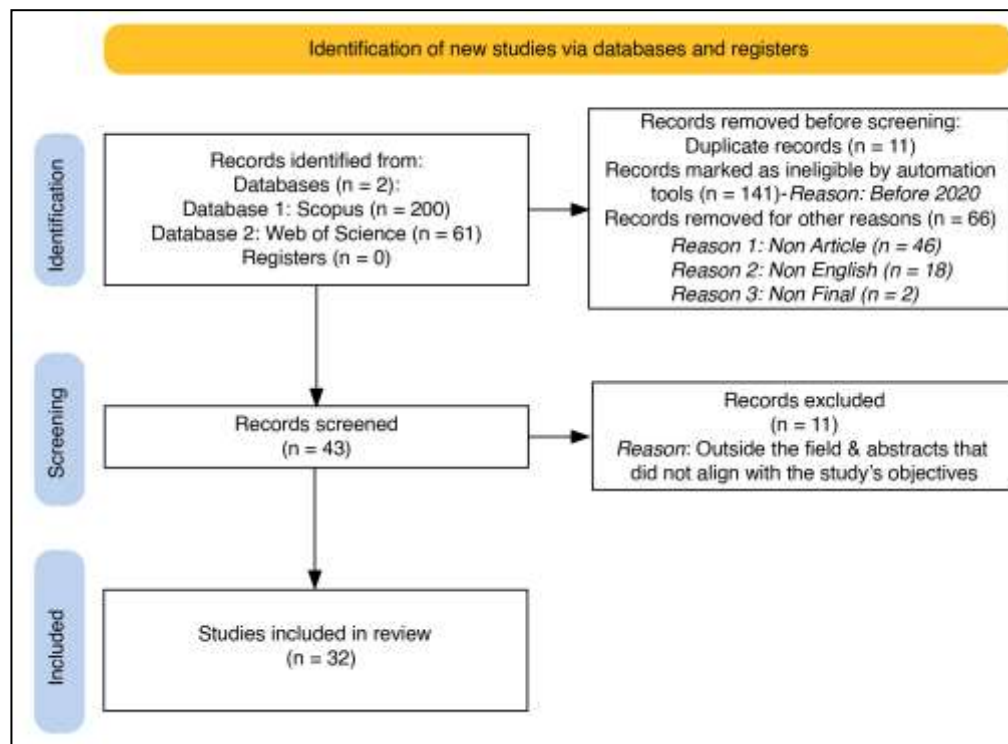 Identification of new studies via databases and registers
Identification
Records identified from:
Databases (n = 2):
Database 1: Scopus (n = 200)
Database 2: Web of Science (n = 61)
Registers (n = 0)
Records removed before screening:
Duplicate records (n = 11)
Records marked as ineligible by automation
tools (n = 141)-Reason: Before 2020
Records removed for other reasons (n = 66)
Reason 1: Non Article (n = 46)
Reason 2: Non English (n = 18)
Reason 3: Non Final (n = 2)
Screening
Records screened
(n = 43)
Records excluded
(n = 11)
Reason: Outside the field & abstracts that
did not align with the study's objectives
Included
Studies included in review
(n = 32)